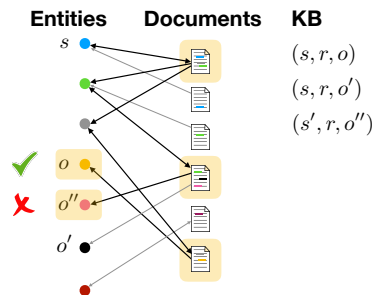 Entities Documents KB
s (s, r, o)
(s, r, o′)
(s′, r, o″)
o
o″
o′